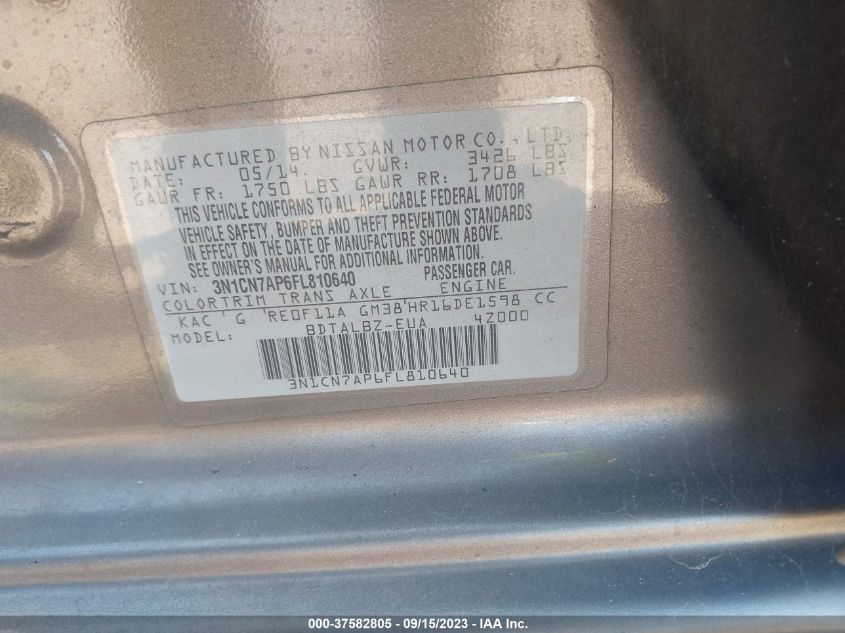 MANUFACTURED BY NISSAN MOTOR CO., LTD.
DATE: 05/14. GVWR: 3426 LBS
GAWR FR: 1750 LBS GAWR RR: 1708 LBS
THIS VEHICLE CONFORMS TO ALL APPLICABLE FEDERAL MOTOR
VEHICLE SAFETY, BUMPER AND THEFT PREVENTION STANDARDS
IN EFFECT ON THE DATE OF MANUFACTURE SHOWN ABOVE.
SEE OWNER'S MANUAL FOR ADDITIONAL INFORMATION.
VIN: 3N1CN7AP6FL810640 PASSENGER CAR.
COLOR TRIM TRANS AXLE ENGINE
KAC G RE0F11A GM38 HR16DE1598 CC
MODEL: BDTALBZ-EUA 4Z000
3N1CN7AP6FL810640
000-37582805 - 09/15/2023 - IAA Inc.